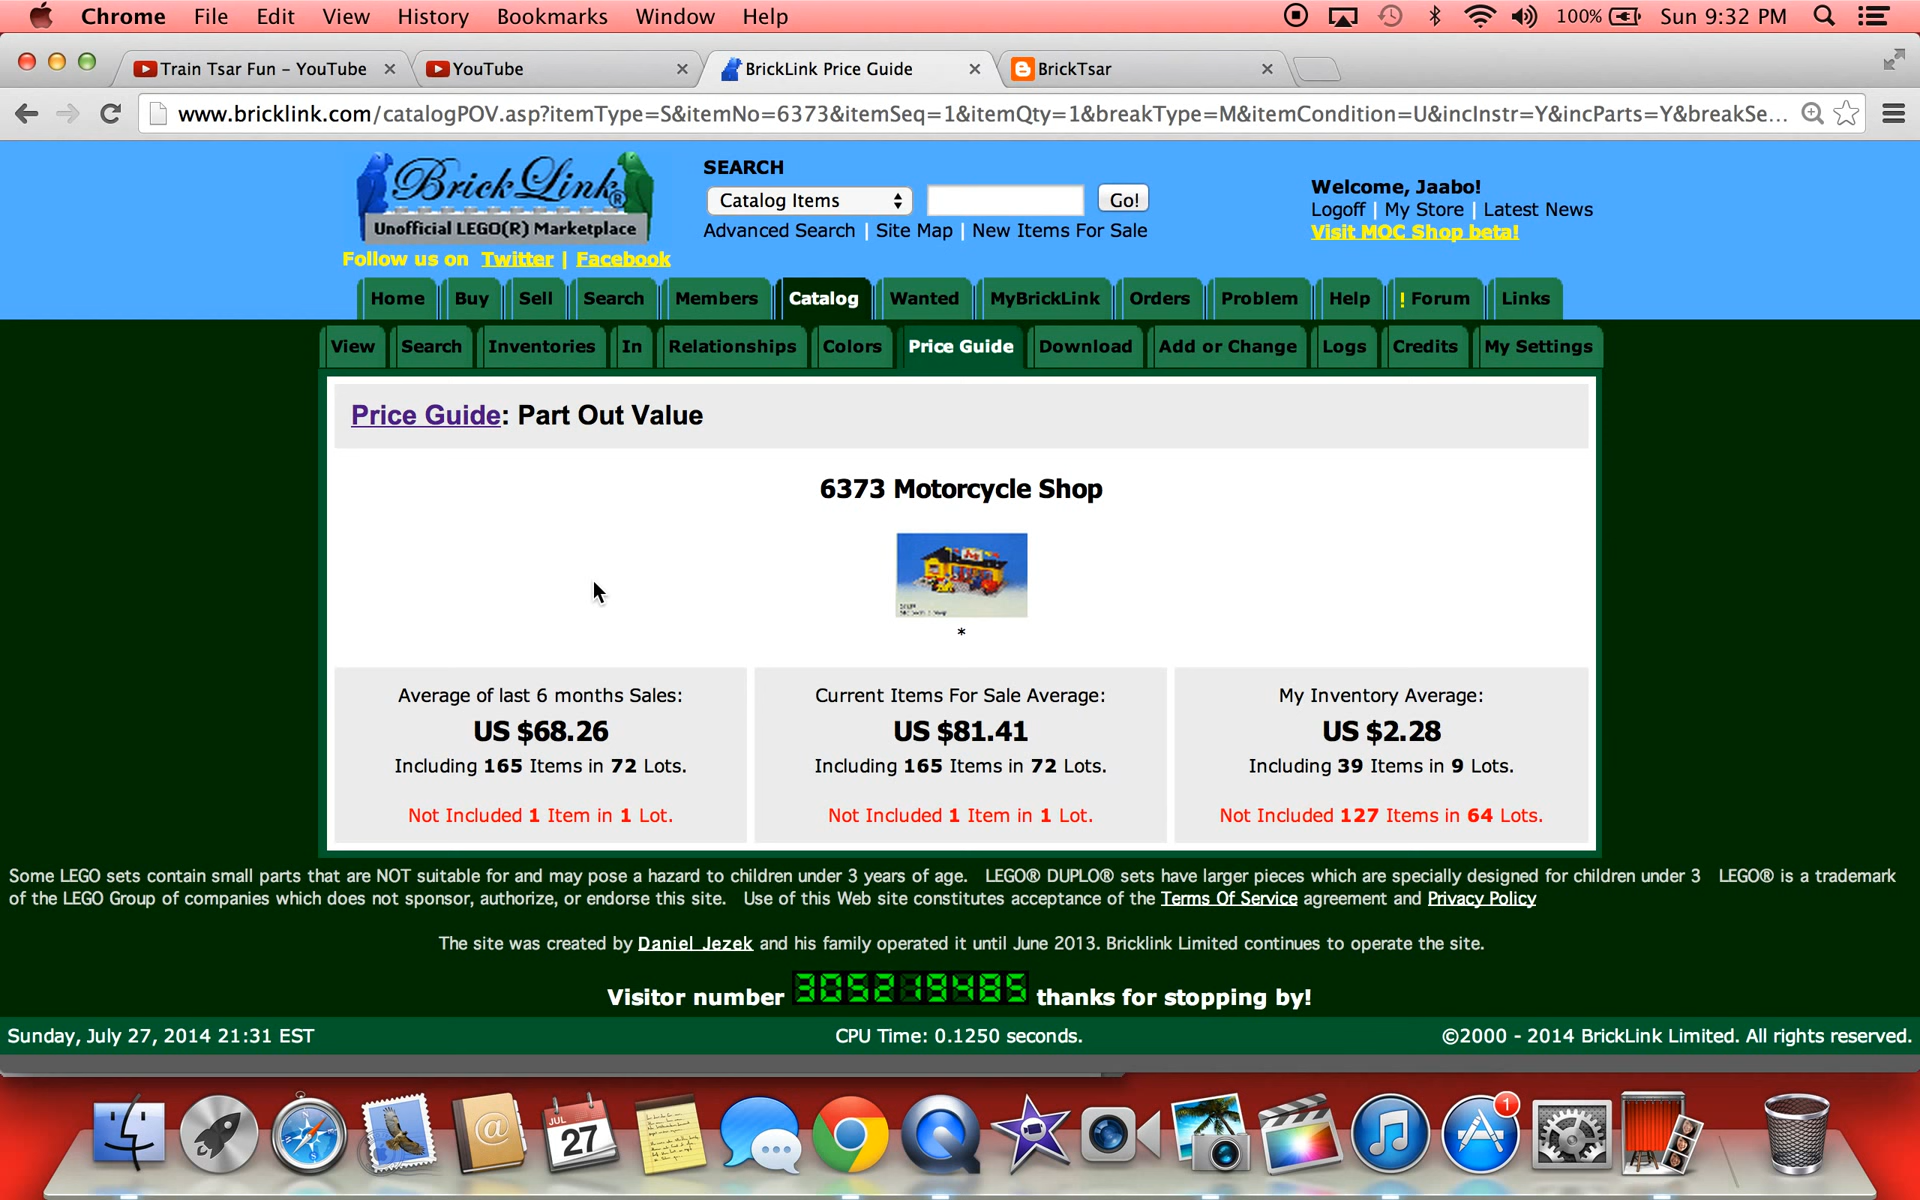 Chrome File Edit View History Bookmarks Window Help 100% Sun 9:32 PM
Train Tsar Fun – YouTube YouTube BrickLink Price Guide BrickTsar
www.bricklink.com/catalogPOV.asp?itemType=S&itemNo=6373&itemSeq=1&itemQty=1&breakType=M&itemCondition=U&incInstr=Y&incParts=Y&breakSe...
BrickLink®
Unofficial LEGO(R) Marketplace
Follow us on Twitter | Facebook
SEARCH
Catalog Items Go!
Advanced Search | Site Map | New Items For Sale
Welcome, Jaabo!
Logoff | My Store | Latest News
Visit MOC Shop beta!
Home Buy Sell Search Members Catalog Wanted MyBrickLink Orders Problem Help ! Forum Links
View Search Inventories In Relationships Colors Price Guide Download Add or Change Logs Credits My Settings
Price Guide: Part Out Value
6373 Motorcycle Shop
*
Average of last 6 months Sales:
US $68.26
Including 165 Items in 72 Lots.
Not Included 1 Item in 1 Lot.
Current Items For Sale Average:
US $81.41
Including 165 Items in 72 Lots.
Not Included 1 Item in 1 Lot.
My Inventory Average:
US $2.28
Including 39 Items in 9 Lots.
Not Included 127 Items in 64 Lots.
Some LEGO sets contain small parts that are NOT suitable for and may pose a hazard to children under 3 years of age. LEGO® DUPLO® sets have larger pieces which are specially designed for children under 3 LEGO® is a trademark
of the LEGO Group of companies which does not sponsor, authorize, or endorse this site. Use of this Web site constitutes acceptance of the Terms Of Service agreement and Privacy Policy
The site was created by Daniel Jezek and his family operated it until June 2013. Bricklink Limited continues to operate the site.
Visitor number 305219485 thanks for stopping by!
Sunday, July 27, 2014 21:31 EST CPU Time: 0.1250 seconds. ©2000 - 2014 BrickLink Limited. All rights reserved.
JUL
27
1